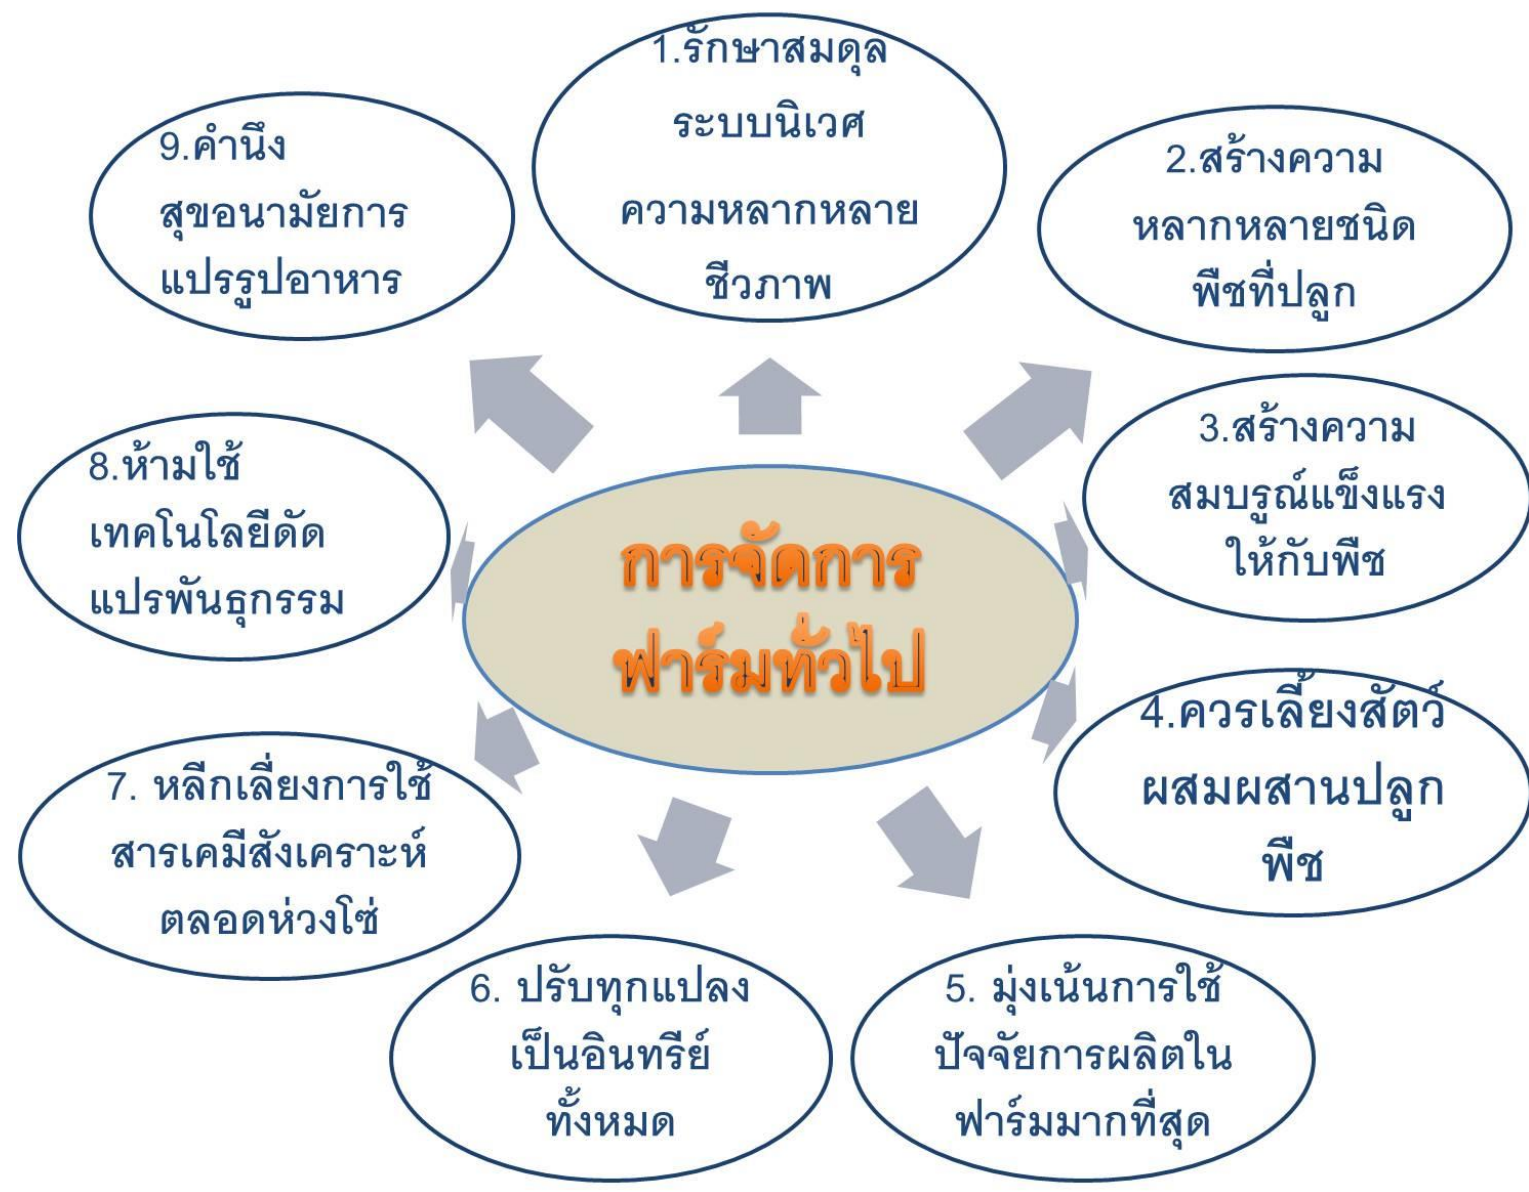 การจัดการ
ฟาร์มทั่วไป
1.รักษาสมดุล
ระบบนิเวศ
ความหลากหลาย
ชีวภาพ
2.สร้างความ
หลากหลายชนิด
พืชที่ปลูก
3.สร้างความ
สมบรูณ์แข็งแรง
ให้กับพืช
4.ควรเลี้ยงสัตว์
ผสมผสานปลูก
พืช
5. มุ่งเน้นการใช้
ปัจจัยการผลิตใน
ฟาร์มมากที่สุด
6. ปรับทุกแปลง
เป็นอินทรีย์
ทั้งหมด
7. หลีกเลี่ยงการใช้
สารเคมีสังเคราะห์
ตลอดห่วงโซ่
8.ห้ามใช้
เทคโนโลยีดัด
แปรพันธุกรรม
9.คำนึง
สุขอนามัยการ
แปรรูปอาหาร